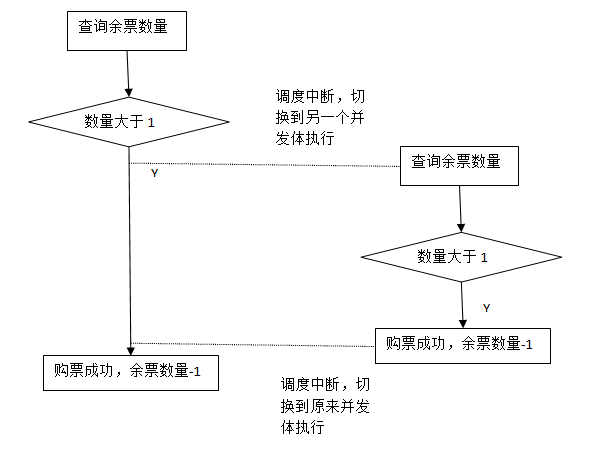 查询余票数量
数量大于 1
调度中断，切
换到另一个并
发体执行
Y
查询余票数量
数量大于 1
Y
购票成功，余票数量-1
购票成功，余票数量-1
调度中断，切
换到原来并发
体执行